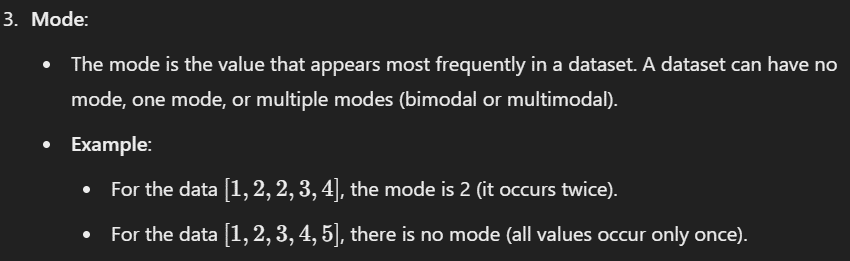 3. Mode:
• The mode is the value that appears most frequently in a dataset. A dataset can have no
mode, one mode, or multiple modes (bimodal or multimodal).
• Example:
• For the data [1, 2, 2, 3, 4], the mode is 2 (it occurs twice).
• For the data [1, 2, 3, 4, 5], there is no mode (all values occur only once).